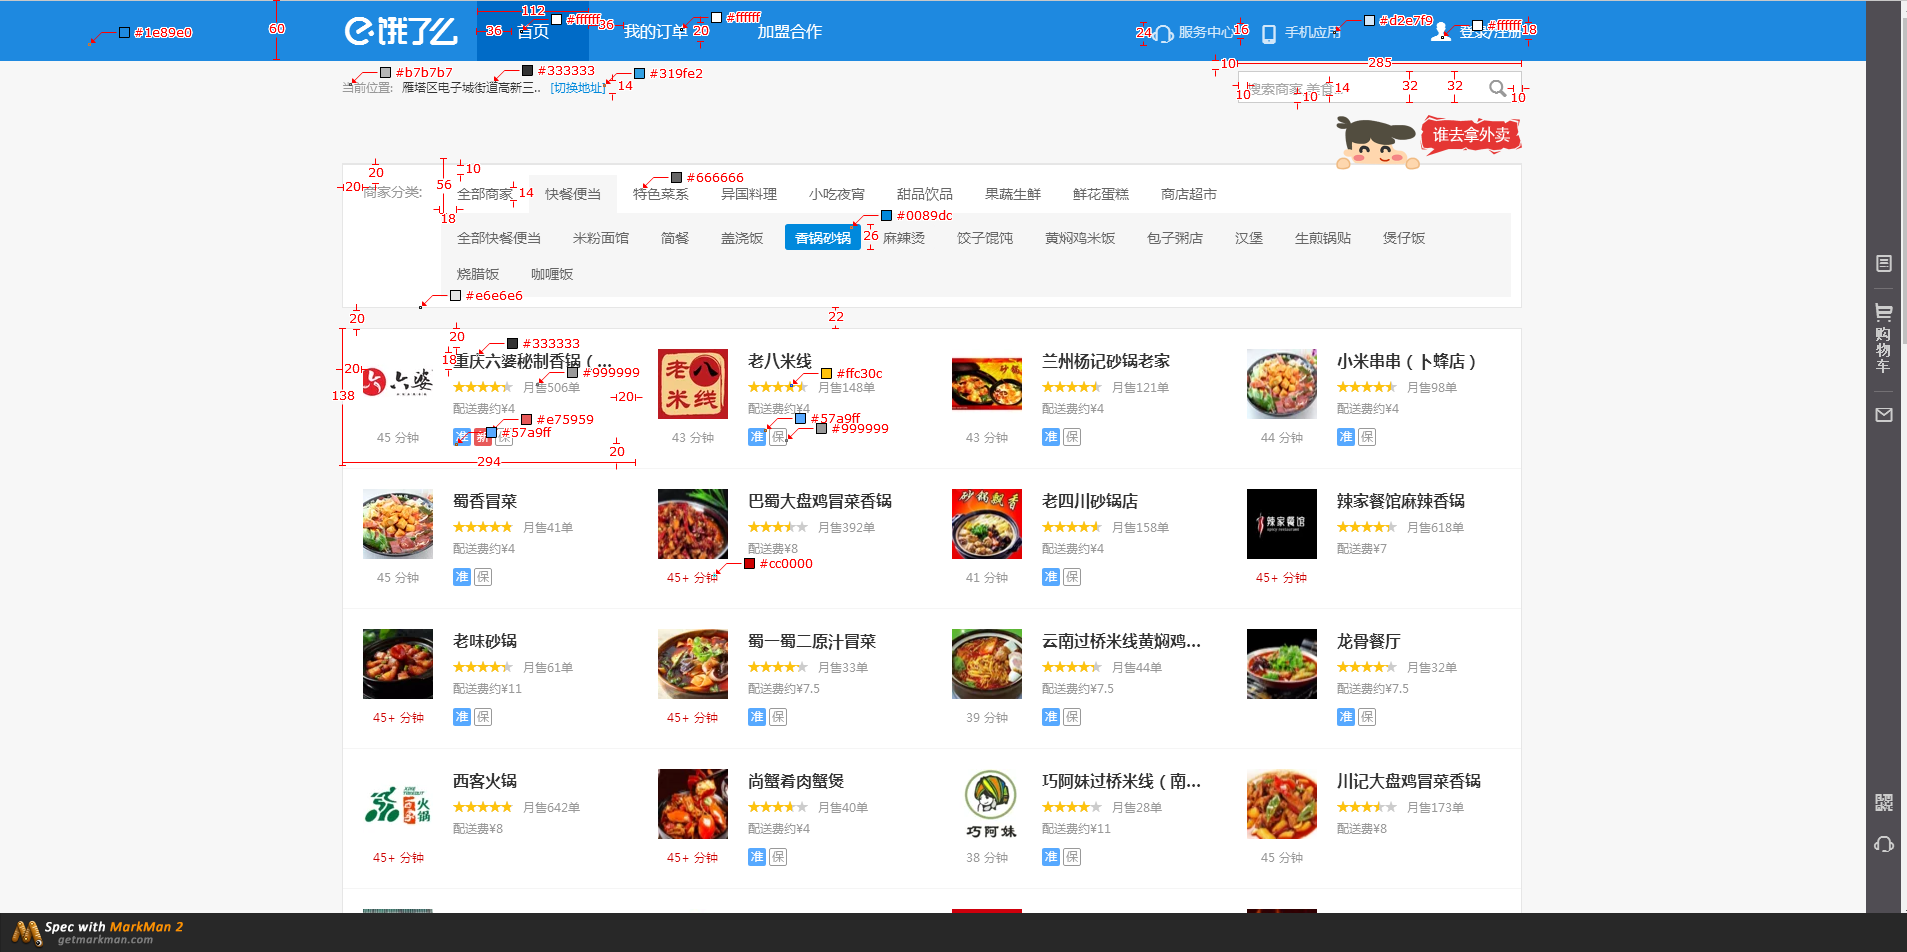 60
#1e89e0
饿了么
36
112
首页
#ffffff
36
我的订单
20
#ffffff
加盟合作
24
服务中心
16
手机应用
#d2e7f9
登录/注册
#ffffff
18
当前位置:
#b7b7b7
雁塔区电子城街道高新三..
#333333
[切换地址]
#319fe2
14
10
285
10
搜索商家,美食...
10
14
32
32
10
谁去拿外卖
20
20
商家分类:
56
18
10
全部商家
14
快餐便当
特色菜系
#666666
异国料理
小吃夜宵
甜品饮品
果蔬生鲜
鲜花蛋糕
商店超市
#0089dc
全部快餐便当
米粉面馆
简餐
盖浇饭
香锅砂锅
26
麻辣烫
饺子馄饨
黄焖鸡米饭
包子粥店
汉堡
生煎锅贴
煲仔饭
烧腊饭
咖喱饭
#e6e6e6
20
22
20
18
#333333
重庆六婆秘制香锅（...
#999999
月售506单
20
138
20
配送费约¥4
#e75959
#57a9ff
45 分钟
准 新 保
294
20
老八米线
老八米线
#ffc30c
月售148单
配送费约¥4
#57a9ff
#999999
43 分钟
准 保
砂锅
兰州杨记砂锅老家
月售121单
配送费约¥4
43 分钟
准 保
小米串串（卜蜂店）
月售98单
配送费约¥4
44 分钟
准 保
蜀香冒菜
月售41单
配送费约¥4
45 分钟
准 保
巴蜀大盘鸡冒菜香锅
月售392单
配送费¥8
#cc0000
45+ 分钟
砂锅飘香
老四川砂锅店
月售158单
配送费约¥4
41 分钟
准 保
辣家餐馆
辣家餐馆麻辣香锅
月售618单
配送费¥7
45+ 分钟
老味砂锅
月售61单
配送费约¥11
45+ 分钟
准 保
蜀一蜀二原汁冒菜
月售33单
配送费约¥7.5
45+ 分钟
准 保
云南过桥米线黄焖鸡...
月售44单
配送费约¥7.5
39 分钟
准 保
龙骨餐厅
月售32单
配送费约¥7.5
准 保
西客火锅
月售642单
配送费¥8
45+ 分钟
尚蟹肴肉蟹煲
月售40单
配送费约¥4
45+ 分钟
准 保
巧阿妹
巧阿妹过桥米线（南...
月售28单
配送费约¥11
38 分钟
准 保
川记大盘鸡冒菜香锅
月售173单
配送费¥8
45 分钟
购物车
Spec with MarkMan 2
getmarkman.com